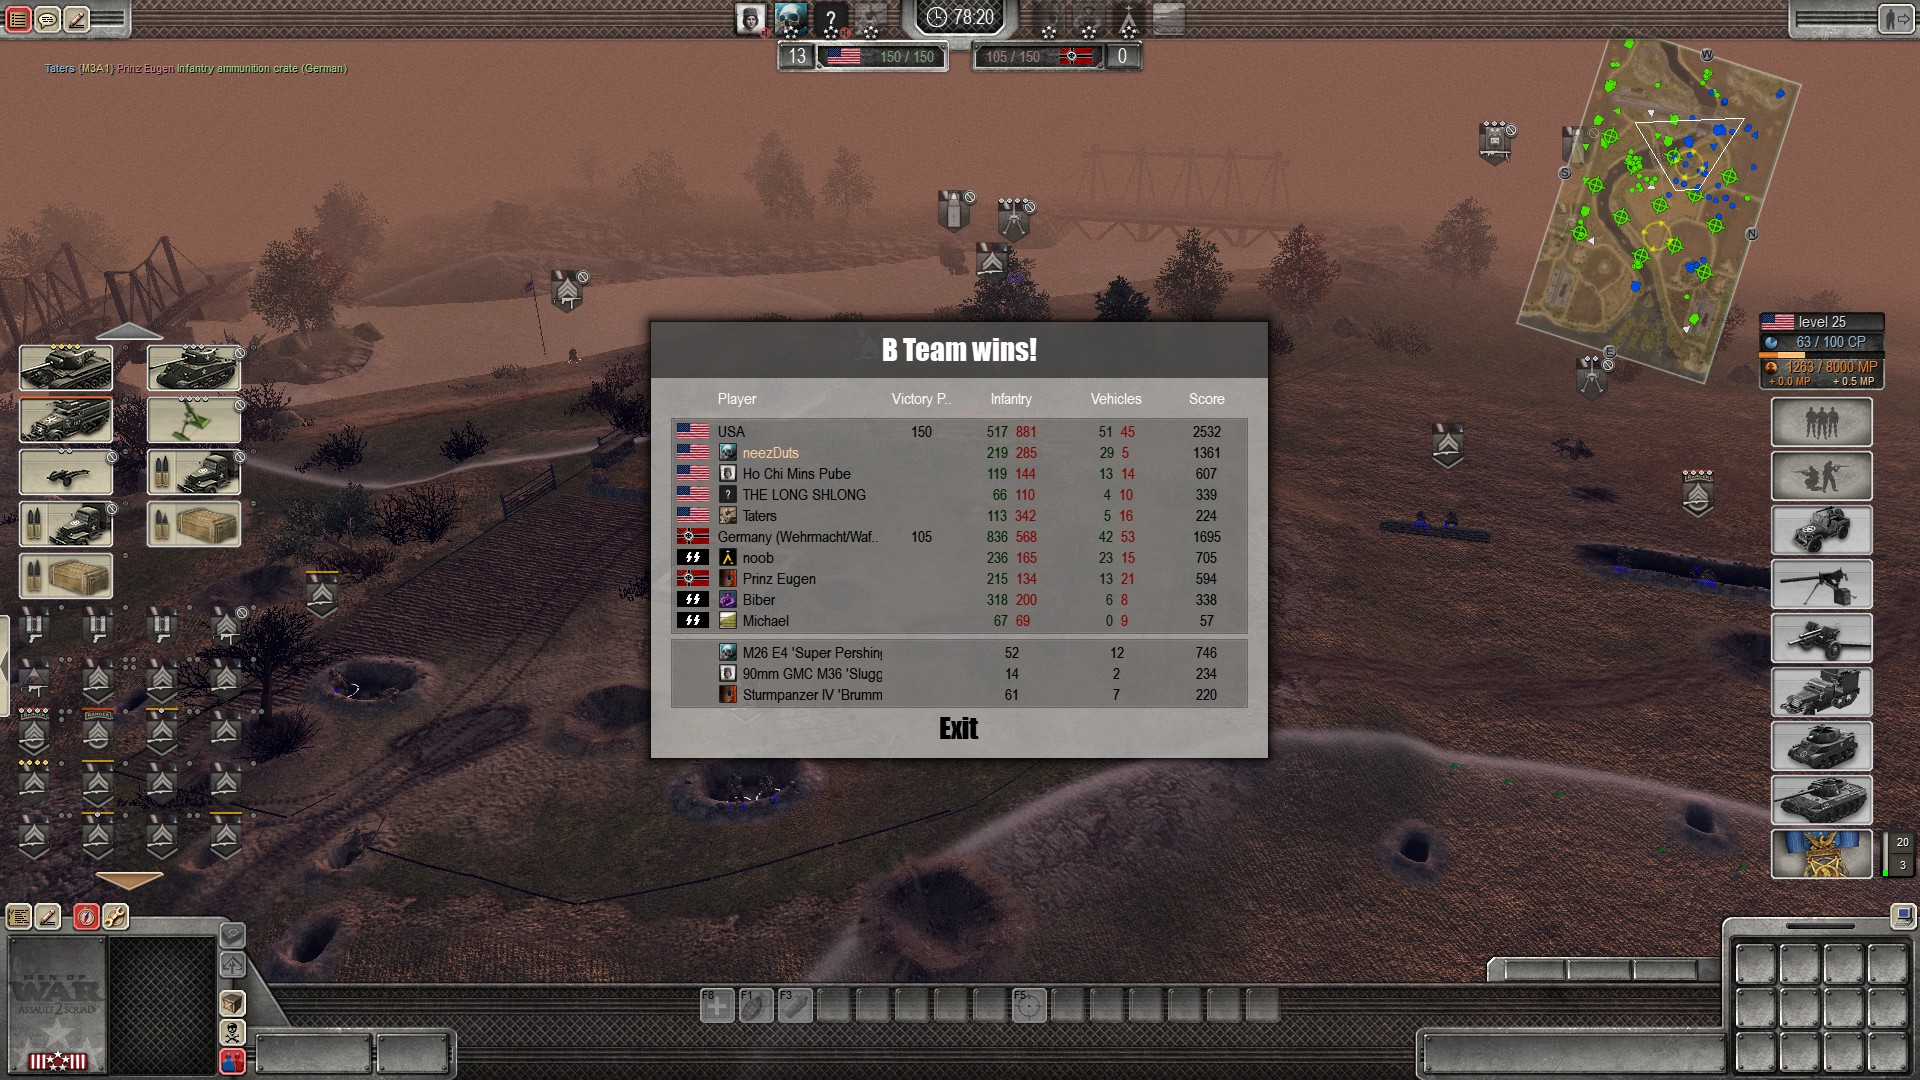 78:20
13 150 / 150 105 / 150 0
Taters {M3A1} Prinz Eugen Infantry ammunition crate (German)
W
S
N
E
level 25
63 / 100 CP
1263 / 8000 MP
+ 0.0 MP + 0.5 MP
B Team wins!
Player Victory P.. Infantry Vehicles Score
USA 150 517 881 51 45 2532
neezDuts 219 285 29 5 1361
Ho Chi Mins Pube 119 144 13 14 607
? THE LONG SHLONG 66 110 4 10 339
Taters 113 342 5 16 224
Germany (Wehrmacht/Waf.. 105 836 568 42 53 1695
noob 236 165 23 15 705
Prinz Eugen 215 134 13 21 594
Biber 318 200 6 8 338
Michael 67 69 0 9 57
M26 E4 'Super Pershing 52 12 746
90mm GMC M36 'Slugg 14 2 234
Sturmpanzer IV 'Brumm 61 7 220
Exit
20
3
MEN OF
WAR
ASSAULT SQUAD 2
F8 F1 F3 F5